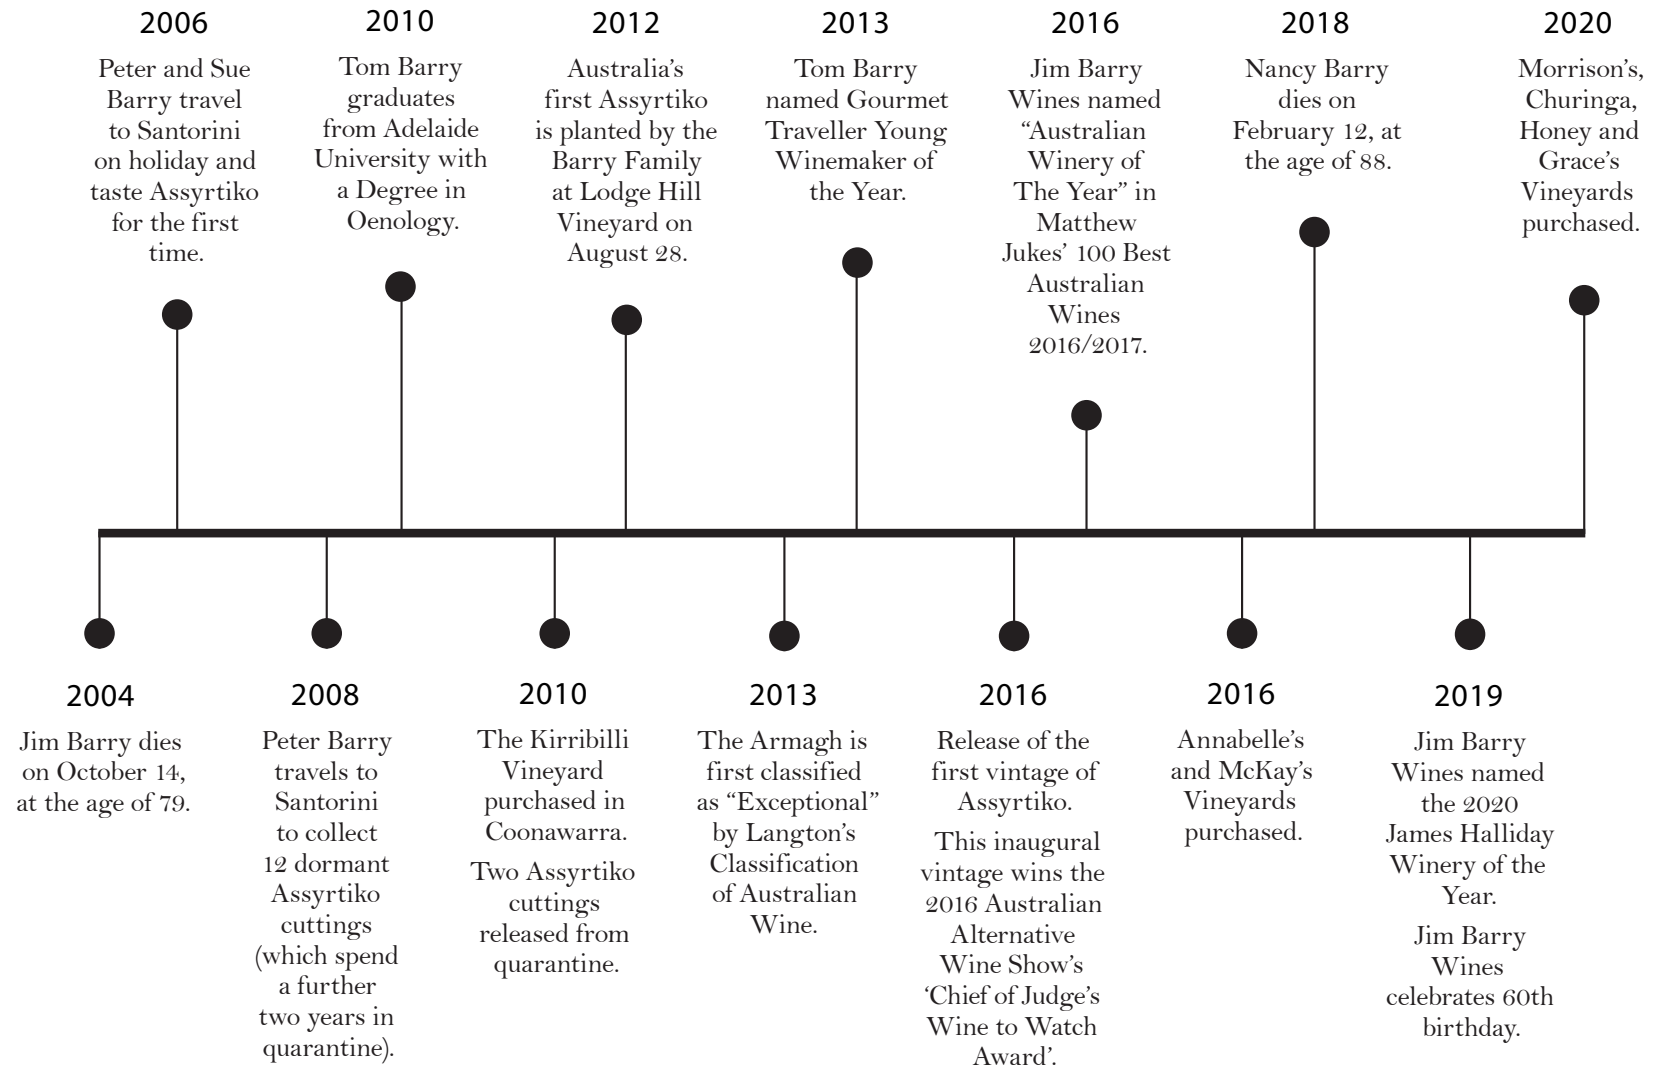 2006
Peter and Sue
Barry travel
to Santorini
on holiday and
taste Assyrtiko
for the first
time.
2010
Tom Barry
graduates
from Adelaide
University with
a Degree in
Oenology.
2012
Australia’s
first Assyrtiko
is planted by the
Barry Family
at Lodge Hill
Vineyard on
August 28.
2013
Tom Barry
named Gourmet
Traveller Young
Winemaker of
the Year.
2016
Jim Barry
Wines named
“Australian
Winery of
The Year” in
Matthew
Jukes’ 100 Best
Australian
Wines
2016/2017.
2018
Nancy Barry
dies on
February 12, at
the age of 88.
2020
Morrison’s,
Churinga,
Honey and
Grace’s
Vineyards
purchased.
2004
Jim Barry dies
on October 14,
at the age of 79.
2008
Peter Barry
travels to
Santorini
to collect
12 dormant
Assyrtiko
cuttings
(which spend
a further
two years in
quarantine).
2010
The Kirribilli
Vineyard
purchased in
Coonawarra.
Two Assyrtiko
cuttings
released from
quarantine.
2013
The Armagh is
first classified
as “Exceptional”
by Langton’s
Classification
of Australian
Wine.
2016
Release of the
first vintage of
Assyrtiko.
This inaugural
vintage wins the
2016 Australian
Alternative
Wine Show’s
‘Chief of Judge’s
Wine to Watch
Award’.
2016
Annabelle’s
and McKay’s
Vineyards
purchased.
2019
Jim Barry
Wines named
the 2020
James Halliday
Winery of the
Year.
Jim Barry
Wines
celebrates 60th
birthday.